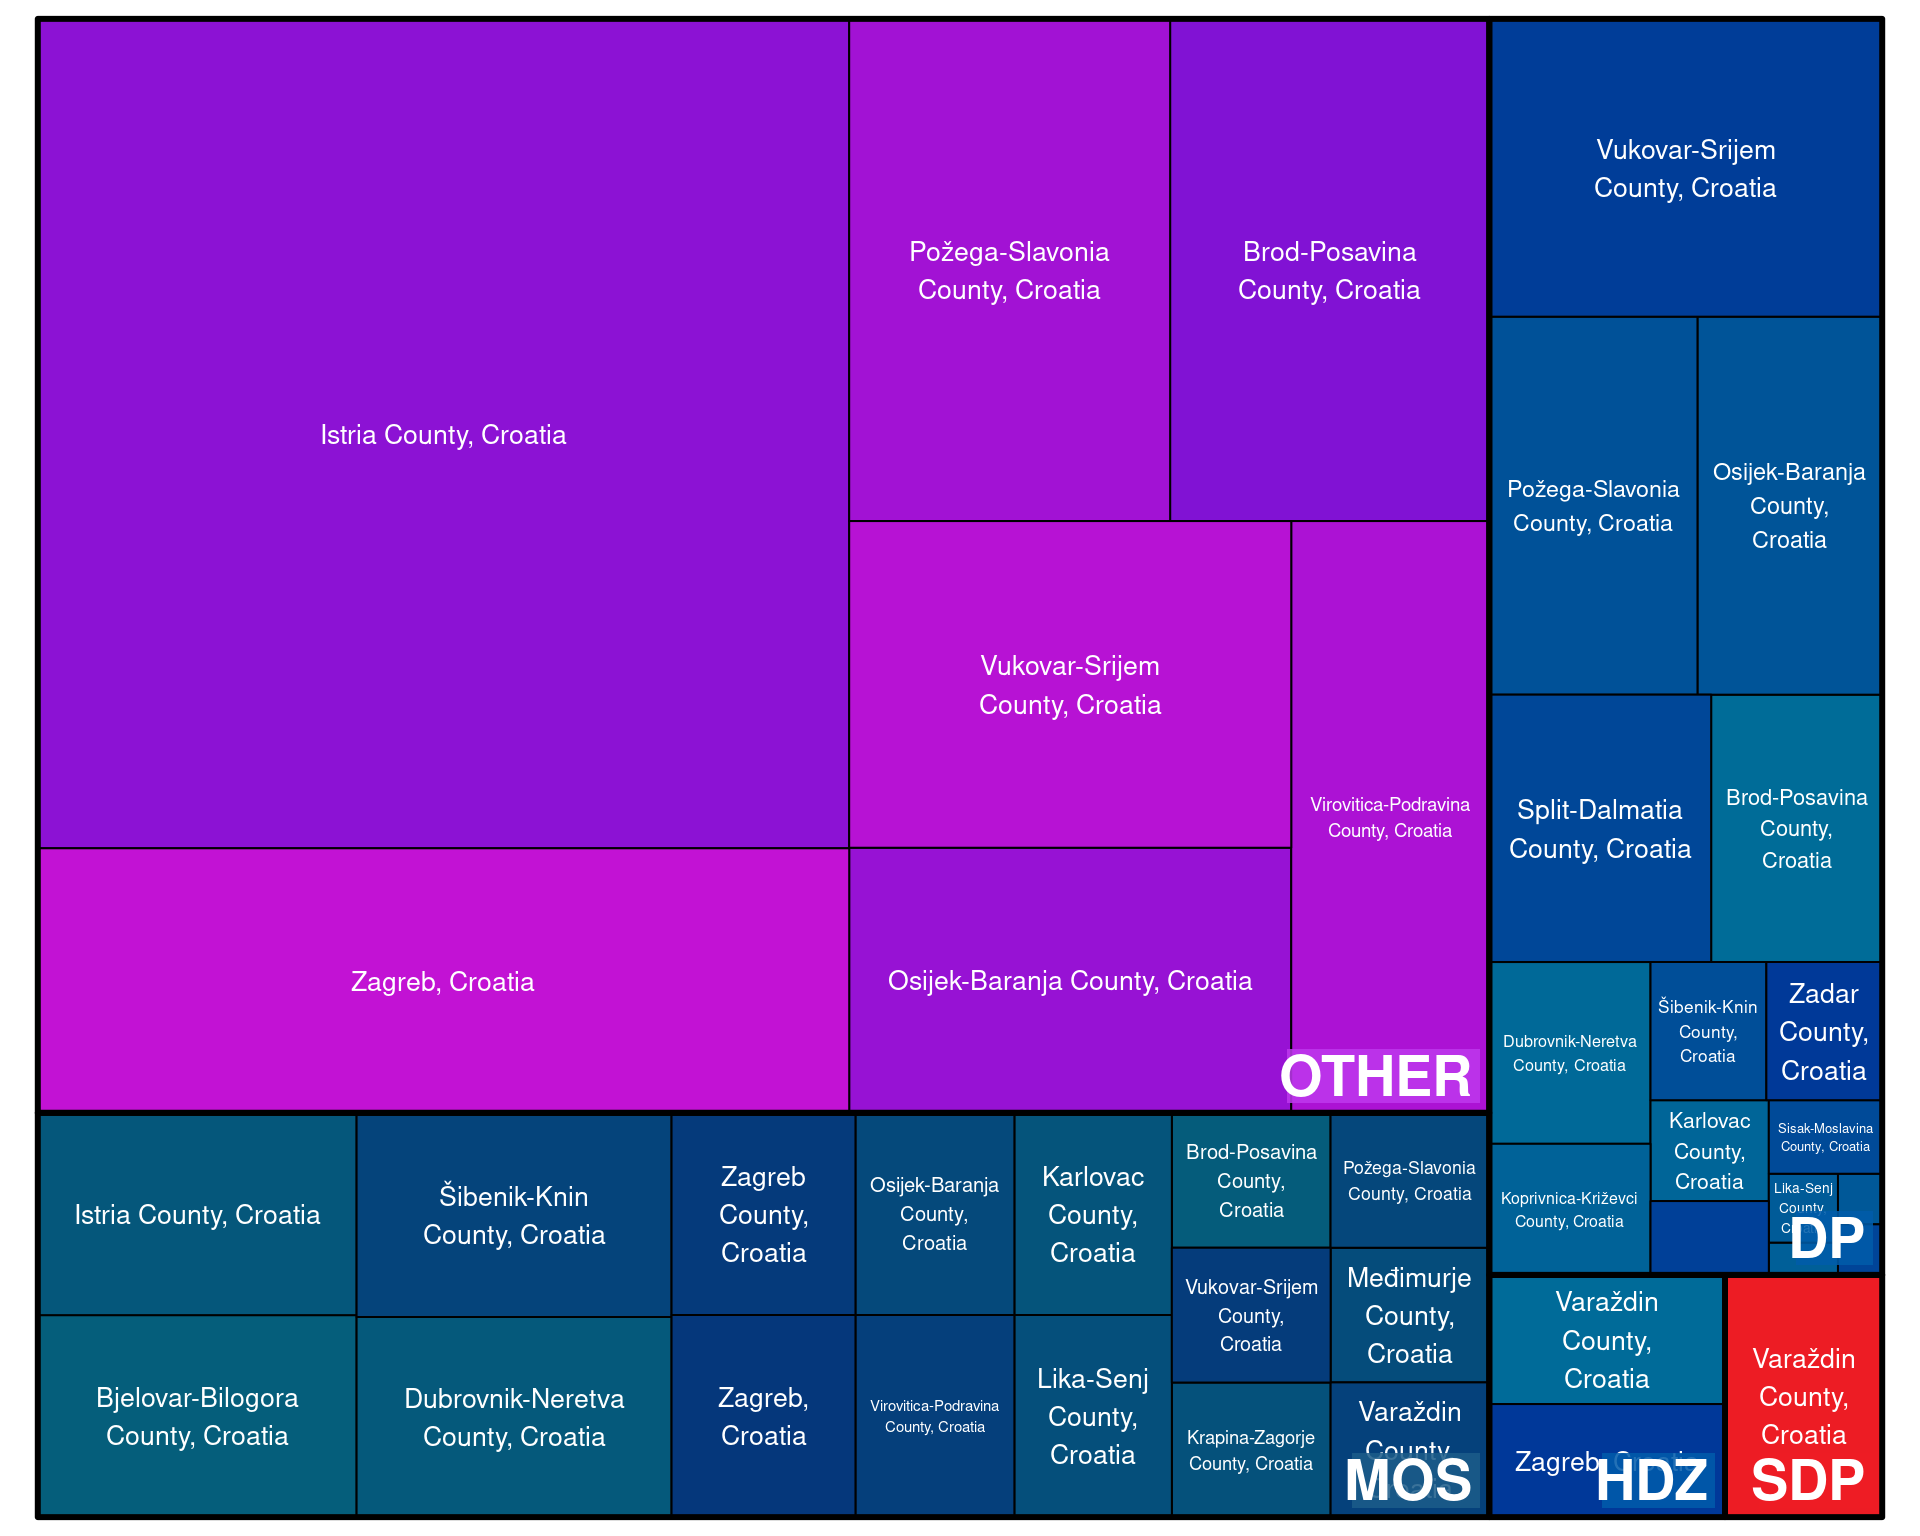 Istria County, Croatia
Zagreb, Croatia
Požega-Slavonia
County, Croatia
Brod-Posavina
County, Croatia
Vukovar-Srijem
County, Croatia
Virovitica-Podravina
County, Croatia
Osijek-Baranja County, Croatia
OTHER
Istria County, Croatia
Bjelovar-Bilogora
County, Croatia
Šibenik-Knin
County, Croatia
Dubrovnik-Neretva
County, Croatia
Zagreb
County,
Croatia
Zagreb,
Croatia
Osijek-Baranja
County,
Croatia
Virovitica-Podravina
County, Croatia
Karlovac
County,
Croatia
Lika-Senj
County,
Croatia
Brod-Posavina
County,
Croatia
Vukovar-Srijem
County,
Croatia
Krapina-Zagorje
County, Croatia
Požega-Slavonia
County, Croatia
Međimurje
County,
Croatia
Varaždin
County,
MOS
Vukovar-Srijem
County, Croatia
Požega-Slavonia
County, Croatia
Osijek-Baranja
County,
Croatia
Split-Dalmatia
County, Croatia
Brod-Posavina
County,
Croatia
Dubrovnik-Neretva
County, Croatia
Koprivnica-Križevci
County, Croatia
Šibenik-Knin
County,
Croatia
Zadar
County,
Croatia
Karlovac
County,
Croatia
Sisak-Moslavina
County, Croatia
Lika-Senj
County,
DP
Varaždin
County,
Croatia
Zagreb, Croatia
HDZ
Varaždin
County,
Croatia
SDP